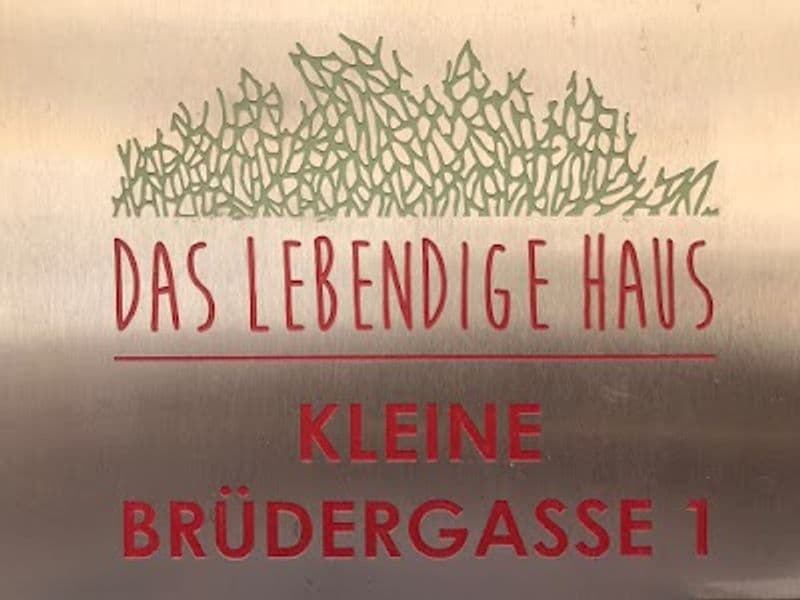 DAS LEBENDIGE HAUS
KLEINE
BRÜDERGASSE 1